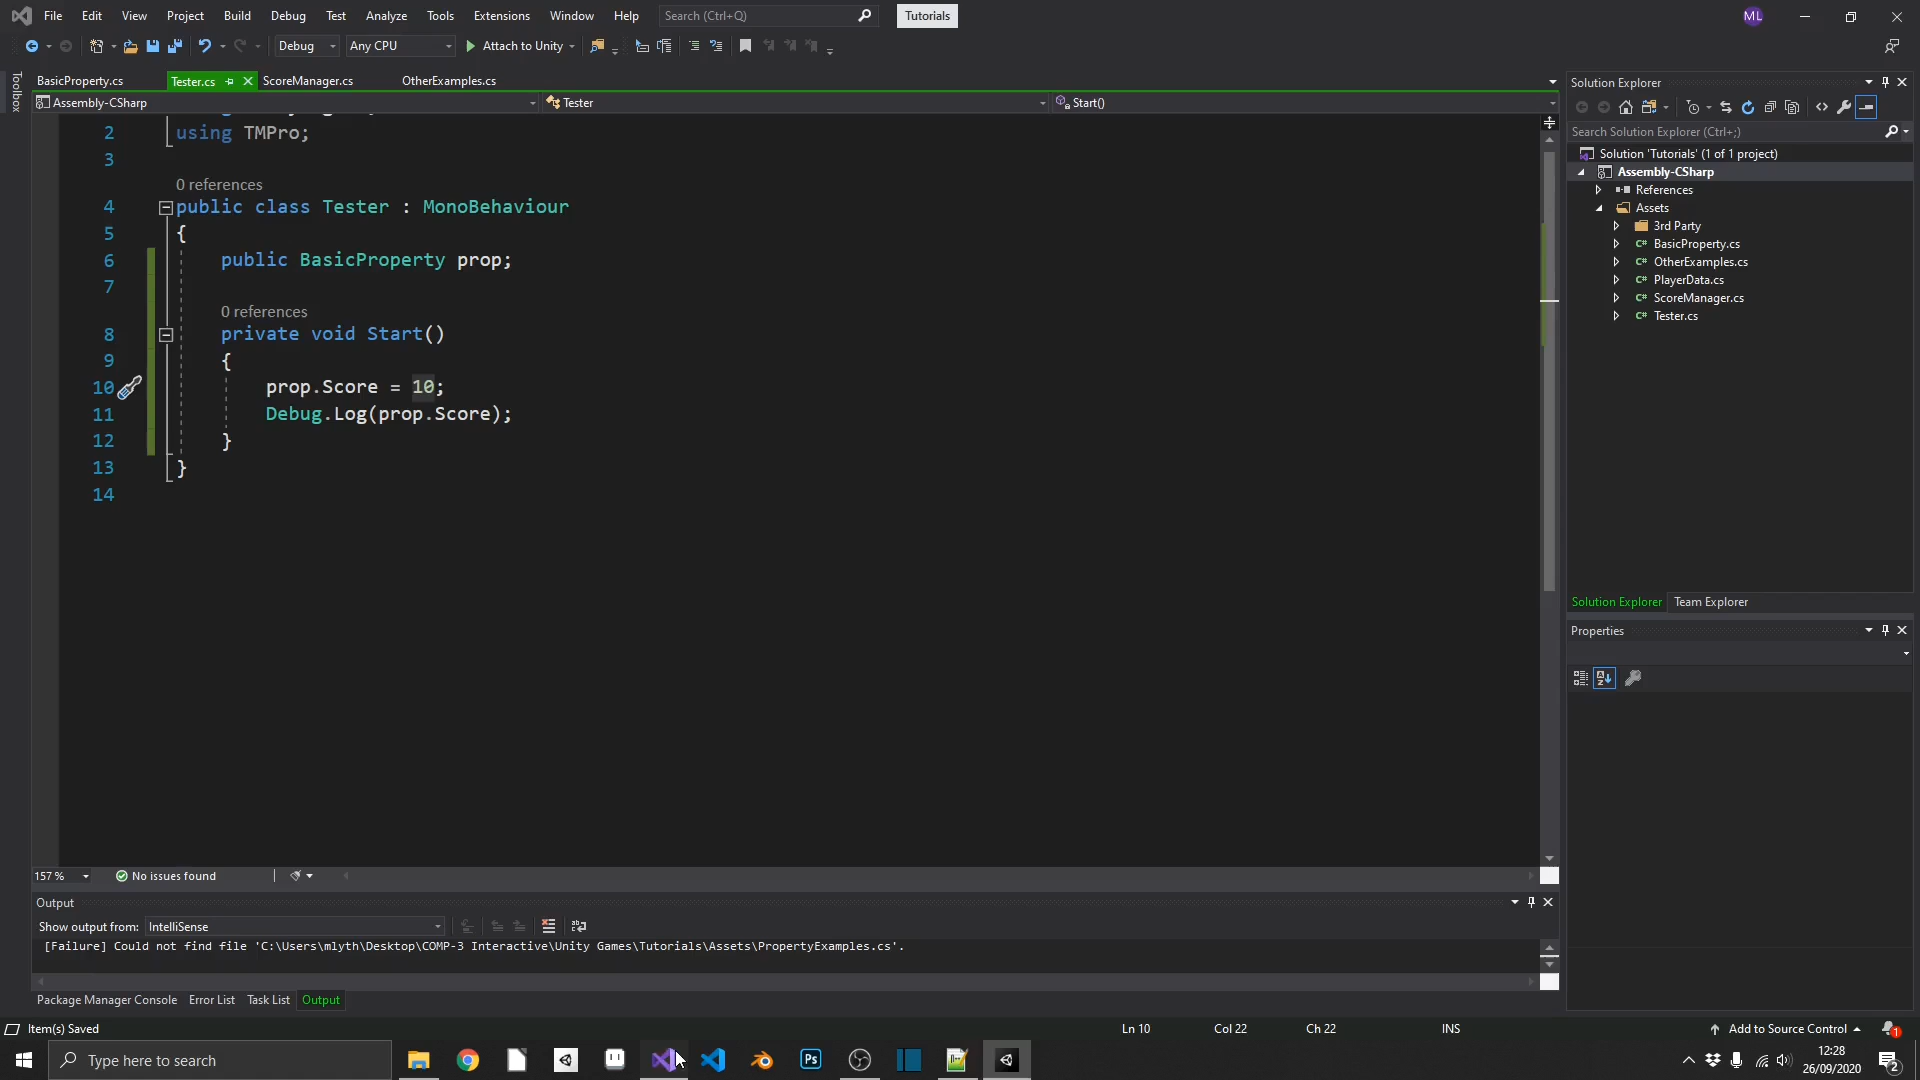 File Edit View Project Build Debug Test Analyze Tools Extensions Window Help Search (Ctrl+Q) Tutorials ML
Debug Any CPU Attach to Unity
Toolbox
BasicProperty.cs Tester.cs ScoreManager.cs OtherExamples.cs
Assembly-CSharp Tester Start()
2 using TMPro;
3
0 references
4 public class Tester : MonoBehaviour
5 {
6 public BasicProperty prop;
7
0 references
8 private void Start()
9 {
10 prop.Score = 10;
11 Debug.Log(prop.Score);
12 }
13 }
14
157 % No issues found
Output
Show output from: IntelliSense
[Failure] Could not find file 'C:\Users\mlyth\Desktop\COMP-3 Interactive\Unity Games\Tutorials\Assets\PropertyExamples.cs'.
Package Manager Console Error List Task List Output
Solution Explorer
Search Solution Explorer (Ctrl+;)
Solution 'Tutorials' (1 of 1 project)
Assembly-CSharp
References
Assets
3rd Party
C# BasicProperty.cs
C# OtherExamples.cs
C# PlayerData.cs
C# ScoreManager.cs
C# Tester.cs
Solution Explorer Team Explorer
Properties
Item(s) Saved Ln 10 Col 22 Ch 22 INS Add to Source Control 1
Type here to search Ps 12:28
26/09/2020 2